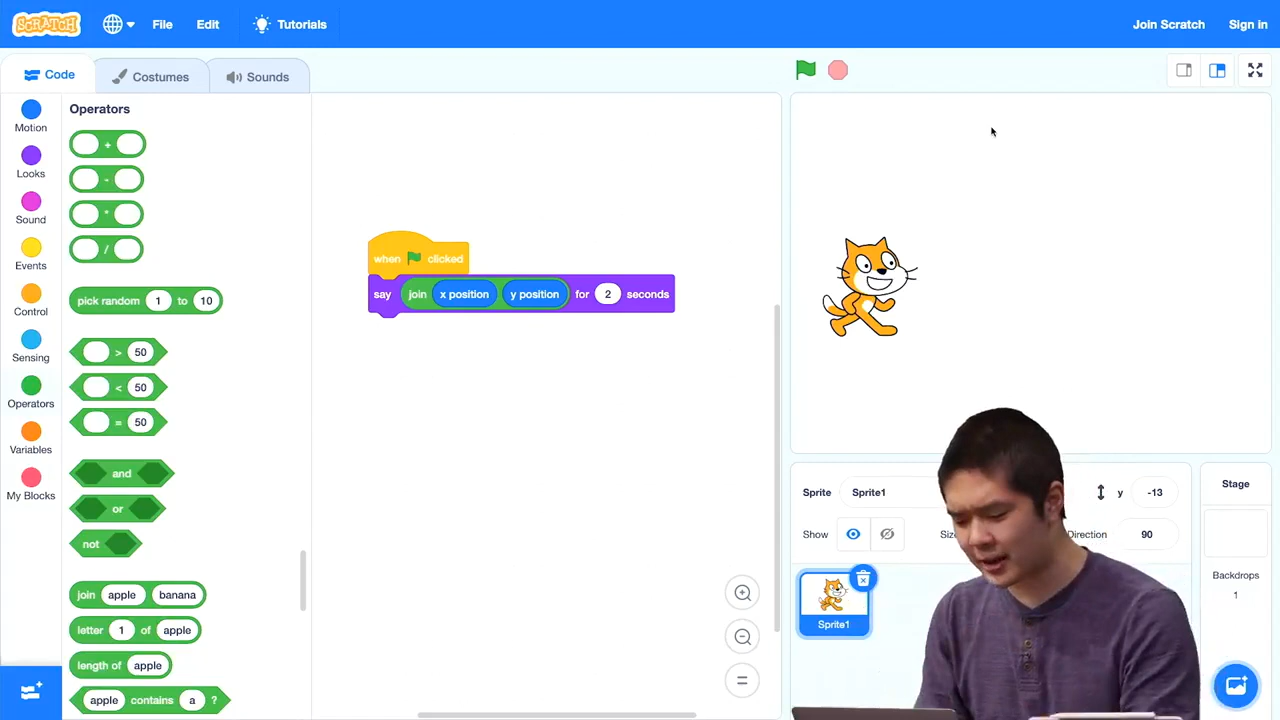 SCRATCH File Edit Tutorials Join Scratch Sign in
Code Costumes Sounds
Motion
Looks
Sound
Events
Control
Sensing
Operators
Variables
My Blocks
Operators
+
-
*
/
pick random 1 to 10
> 50
< 50
= 50
and
or
not
join apple banana
letter 1 of apple
length of apple
apple contains a ?
when clicked
say join x position y position for 2 seconds
Sprite Sprite1 y -13
Show Direction 90
Sprite1
Stage
Backdrops
1